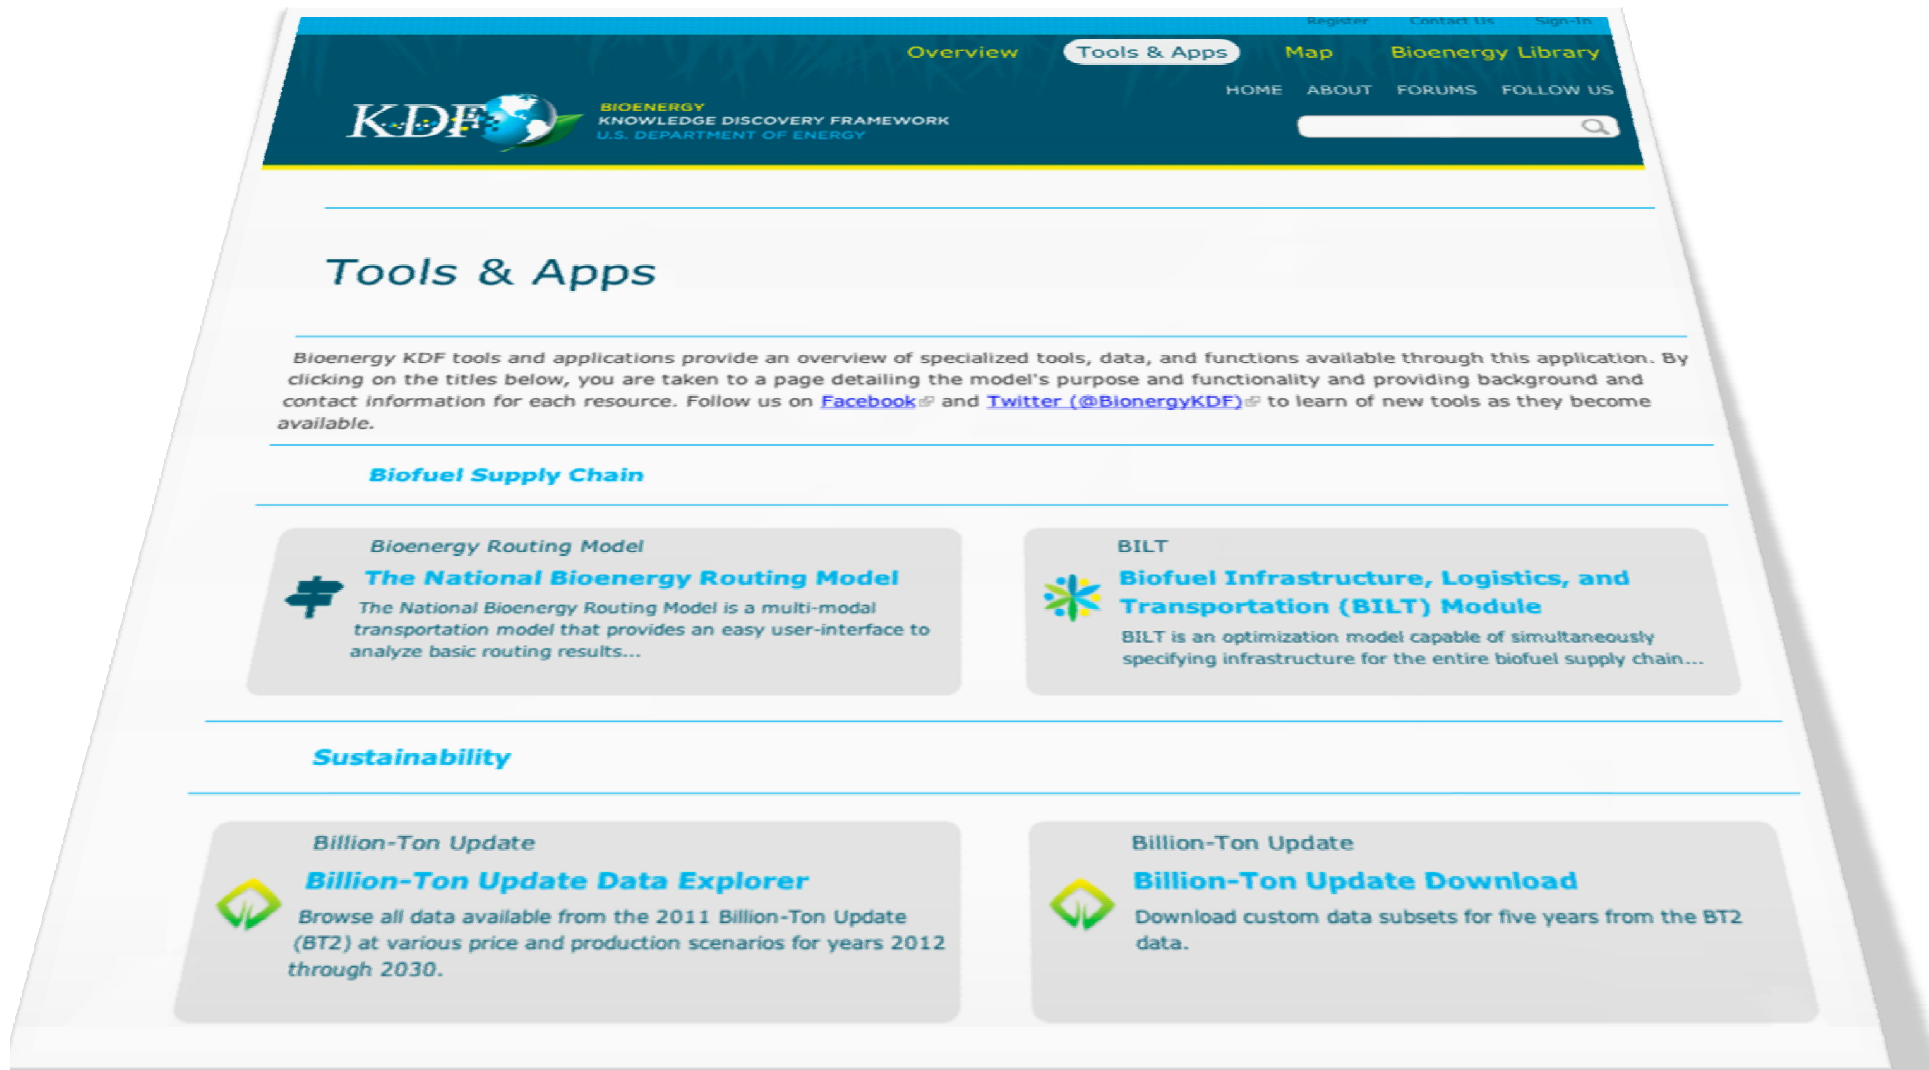 Register Contact Us Sign-In
Overview Tools & Apps Map Bioenergy Library
HOME ABOUT FORUMS FOLLOW US
KDF
BIOENERGY
KNOWLEDGE DISCOVERY FRAMEWORK
U.S. DEPARTMENT OF ENERGY
Tools & Apps
Bioenergy KDF tools and applications provide an overview of specialized tools, data, and functions available through this application. By
clicking on the titles below, you are taken to a page detailing the model's purpose and functionality and providing background and
contact information for each resource. Follow us on Facebook and Twitter (@BionergyKDF) to learn of new tools as they become
available.
Biofuel Supply Chain
Bioenergy Routing Model
The National Bioenergy Routing Model
The National Bioenergy Routing Model is a multi-modal
transportation model that provides an easy user-interface to
analyze basic routing results...
BILT
Biofuel Infrastructure, Logistics, and
Transportation (BILT) Module
BILT is an optimization model capable of simultaneously
specifying infrastructure for the entire biofuel supply chain...
Sustainability
Billion-Ton Update
Billion-Ton Update Data Explorer
Browse all data available from the 2011 Billion-Ton Update
(BT2) at various price and production scenarios for years 2012
through 2030.
Billion-Ton Update
Billion-Ton Update Download
Download custom data subsets for five years from the BT2
data.